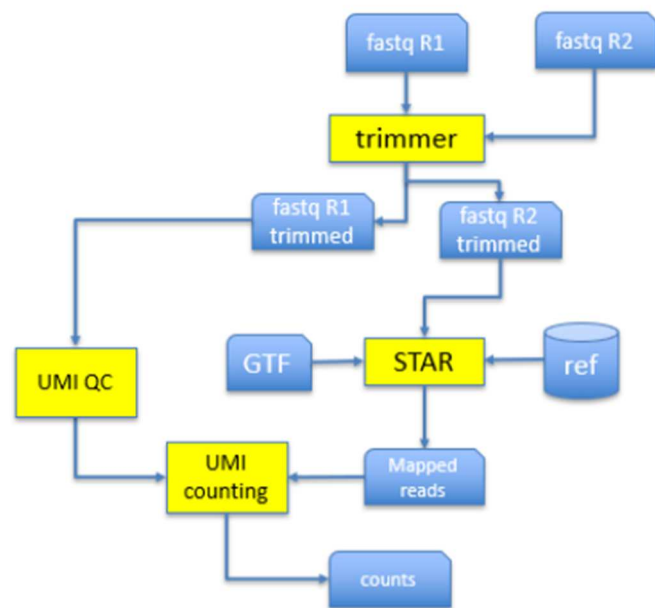 fastq R1
fastq R2
trimmer
fastq R1
trimmed
fastq R2
trimmed
GTF
STAR
ref
UMI QC
UMI
counting
Mapped
reads
counts